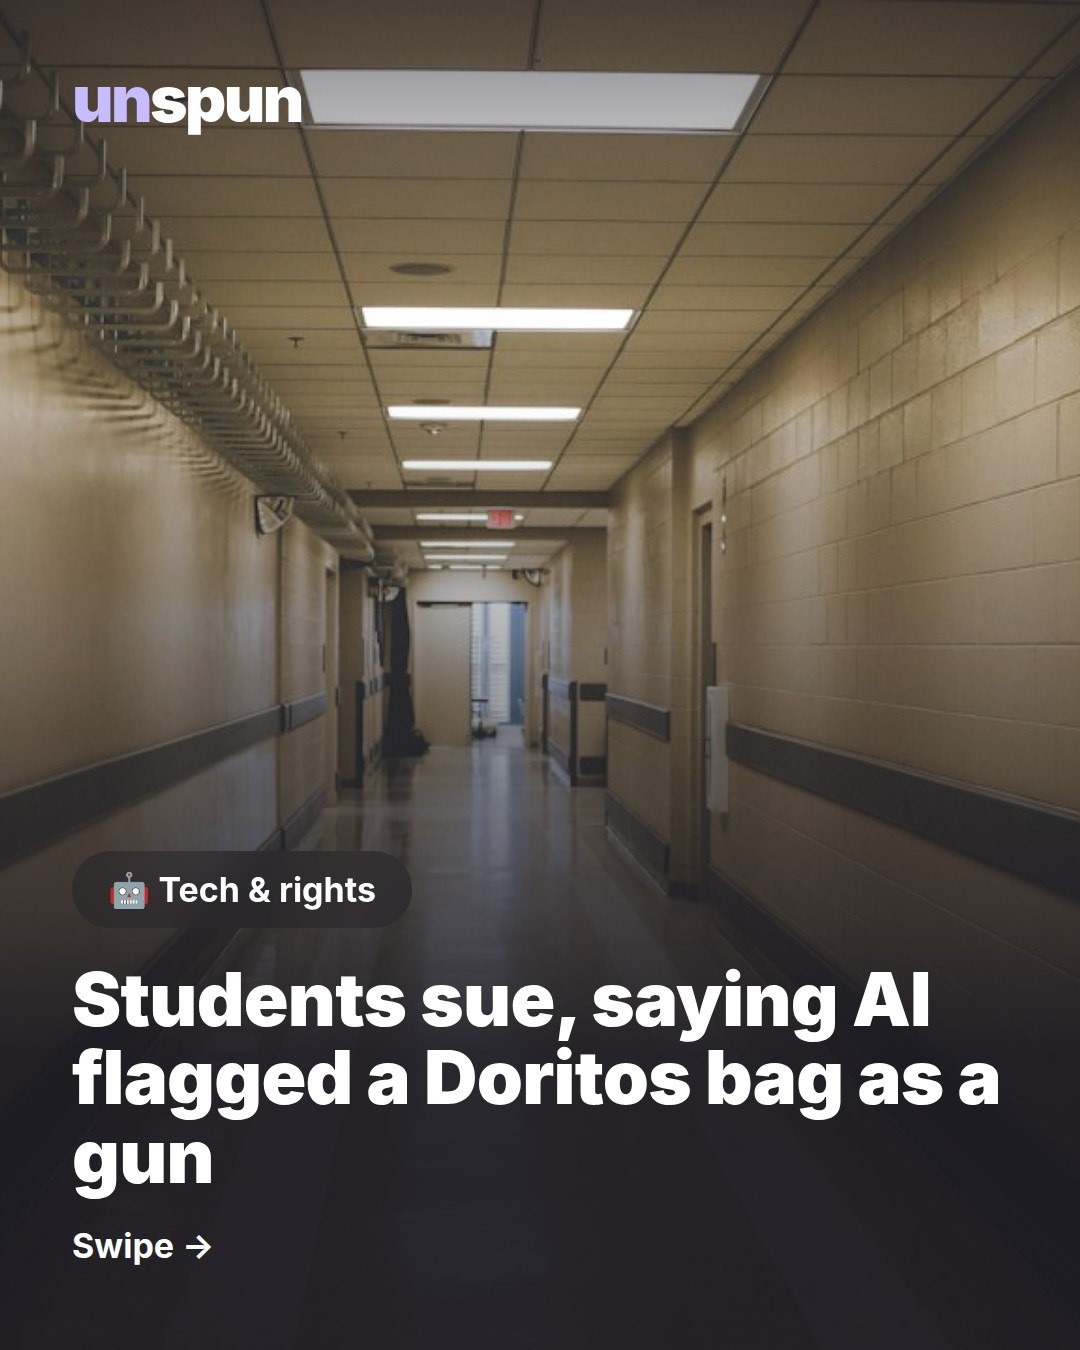 unspun
🤖 Tech & rights
Students sue, saying AI
flagged a Doritos bag as a
gun
Swipe →